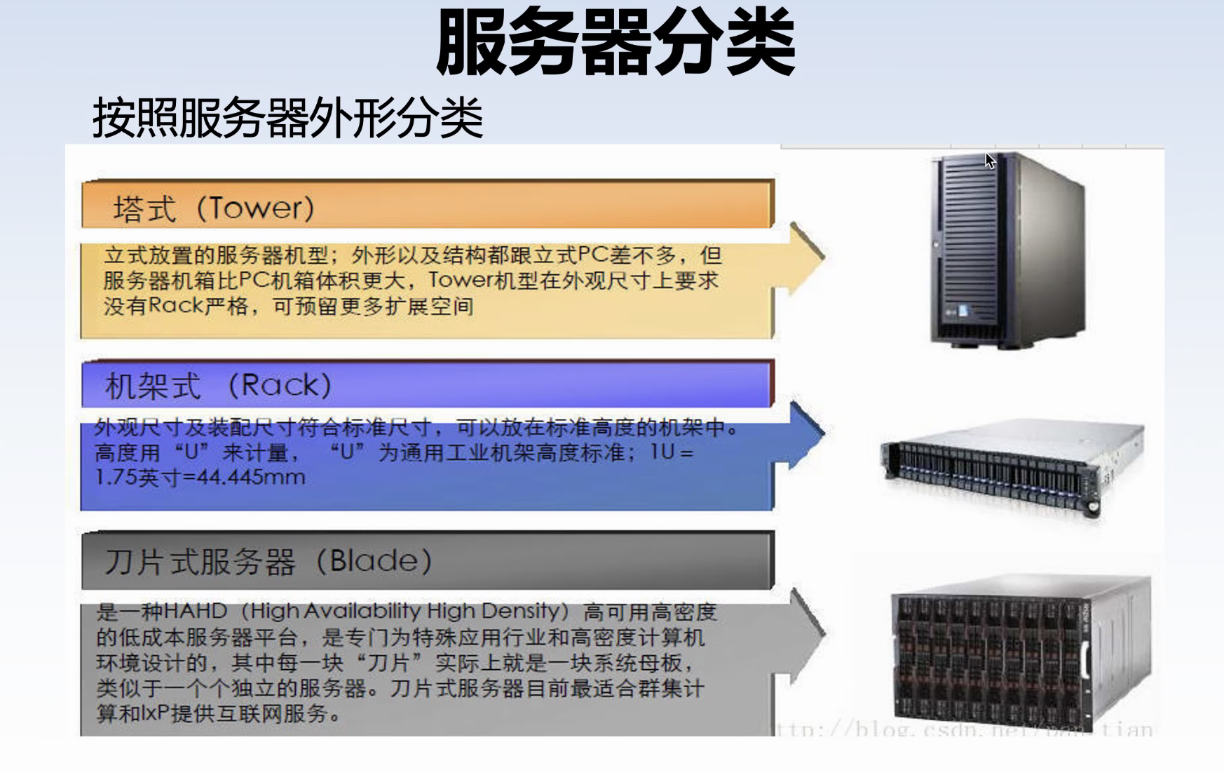 服务器分类
按照服务器外形分类
塔式（Tower）
立式放置的服务器机型；外形以及结构都跟立式PC差不多，但
服务器机箱比PC机箱体积更大，Tower机型在外观尺寸上要求
没有Rack严格，可预留更多扩展空间
机架式 （Rack）
外观尺寸及装配尺寸符合标准尺寸，可以放在标准高度的机架中。
高度用“U”来计量， “U”为通用工业机架高度标准；1U =
1.75英寸=44.445mm
刀片式服务器（Blade）
是一种HAHD（High Availability High Density）高可用高密度
的低成本服务器平台，是专门为特殊应用行业和高密度计算机
环境设计的，其中每一块“刀片”实际上就是一块系统母板，
类似于一个个独立的服务器。刀片式服务器目前最适合群集计
算和IxP提供互联网服务。